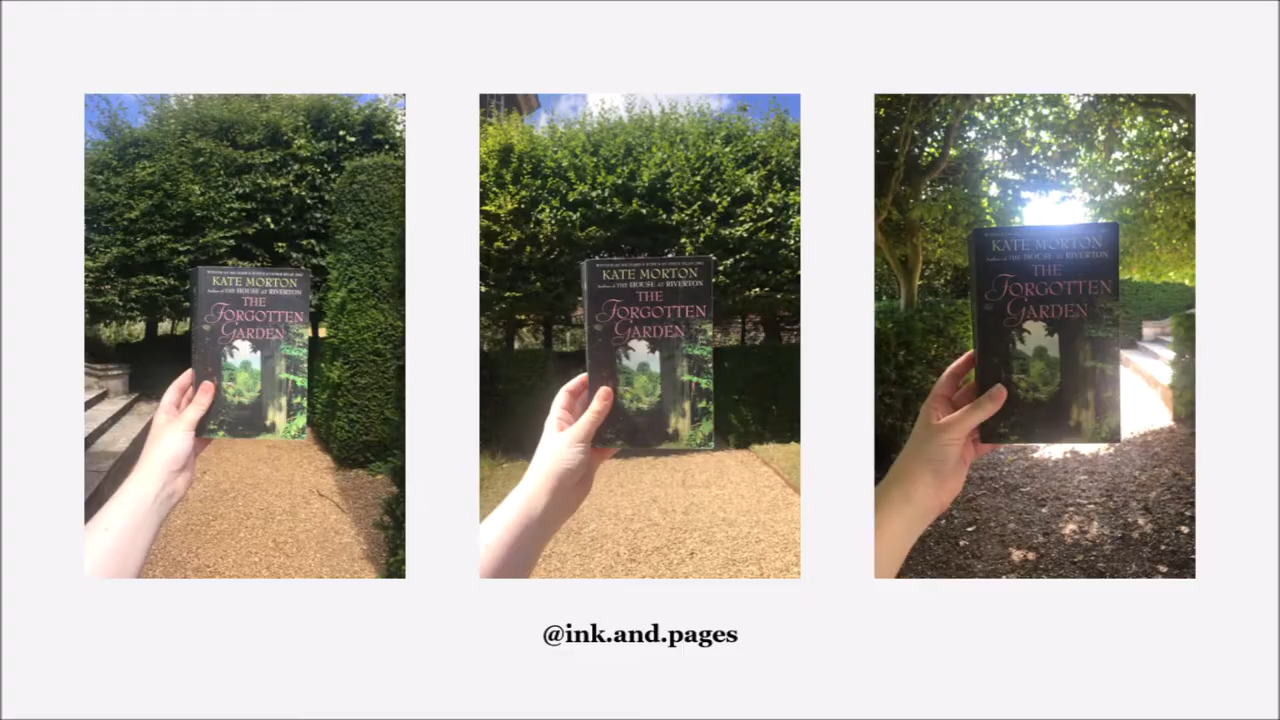 KATE MORTON
Author of THE HOUSE at RIVERTON
THE
FORGOTTEN
GARDEN
KATE MORTON
Author of THE HOUSE at RIVERTON
THE
FORGOTTEN
GARDEN
KATE MORTON
Author of THE HOUSE at RIVERTON
THE
FORGOTTEN
GARDEN
@ink.and.pages